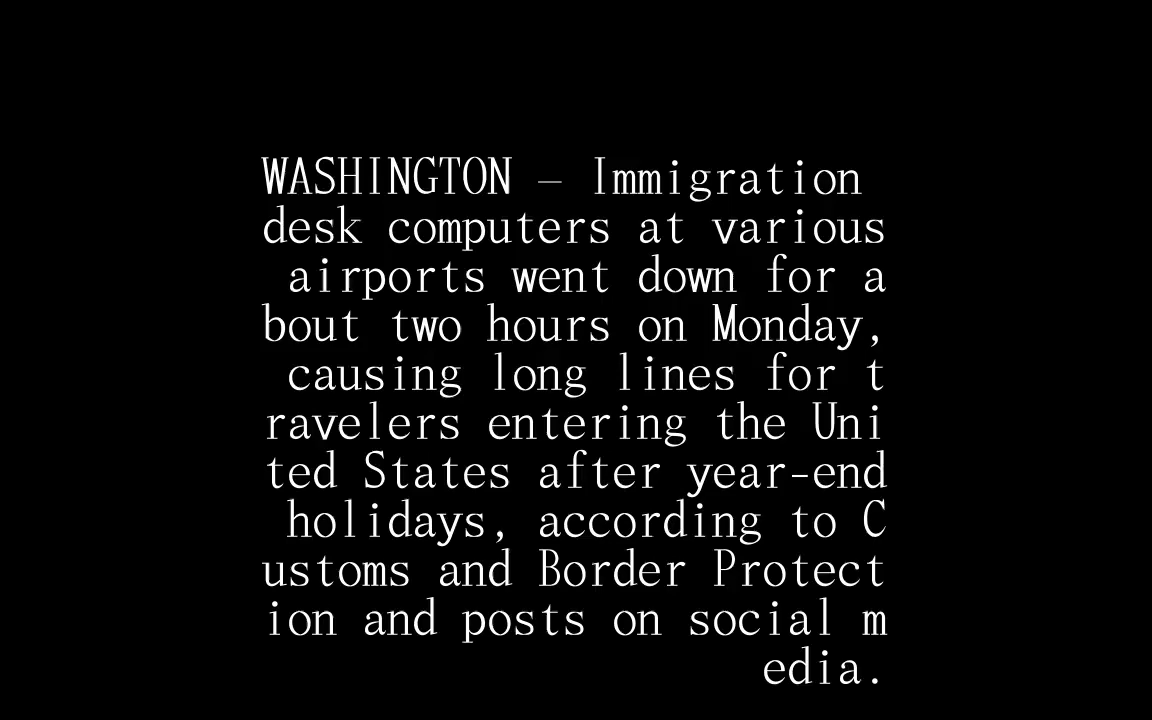 WASHINGTON — Immigration
desk computers at various
airports went down for a
bout two hours on Monday,
causing long lines for t
ravelers entering the Uni
ted States after year-end
holidays, according to C
ustoms and Border Protect
ion and posts on social m
edia.